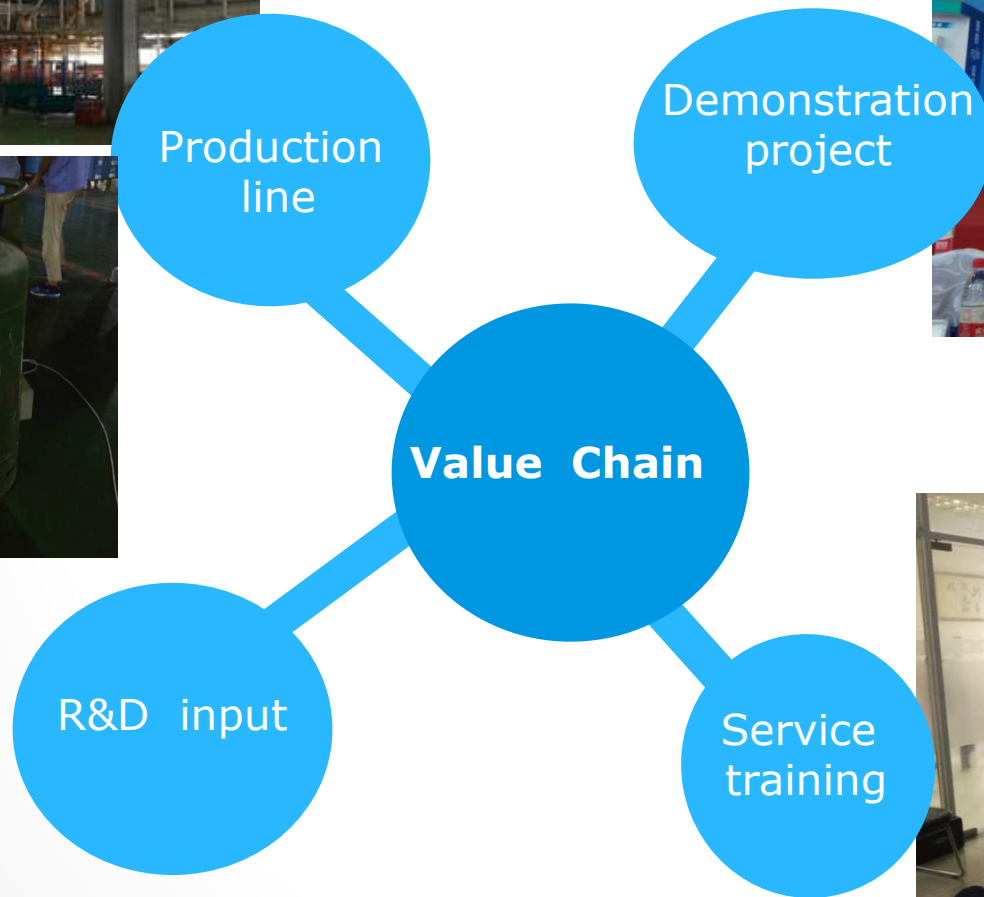 Production
line
Demonstration
project
Value Chain
R&D input
Service
training